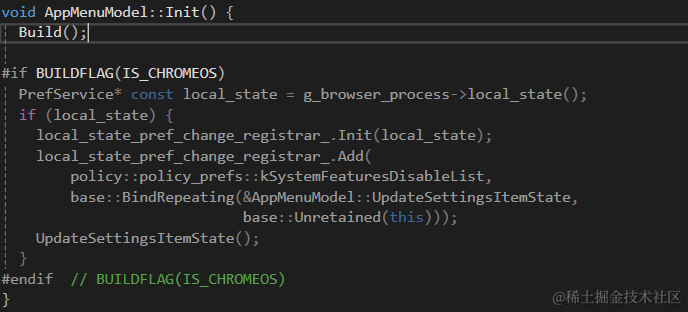 void AppMenuModel::Init() {
  Build();
#if BUILDFLAG(IS_CHROMEOS)
  PrefService* const local_state = g_browser_process->local_state();
  if (local_state) {
    local_state_pref_change_registrar_.Init(local_state);
    local_state_pref_change_registrar_.Add(
        policy::policy_prefs::kSystemFeaturesDisableList,
        base::BindRepeating(&AppMenuModel::UpdateSettingsItemState,
                            base::Unretained(this)));
    UpdateSettingsItemState();
  }
#endif  // BUILDFLAG(IS_CHROMEOS)
}
@稀土掘金技术社区